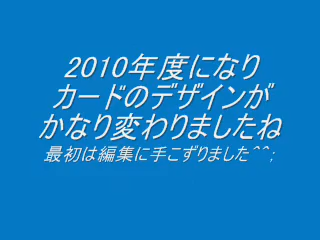 2010年度になり
カードのデザインが
かなり変わりましたね
最初は編集に手こずりました^^;